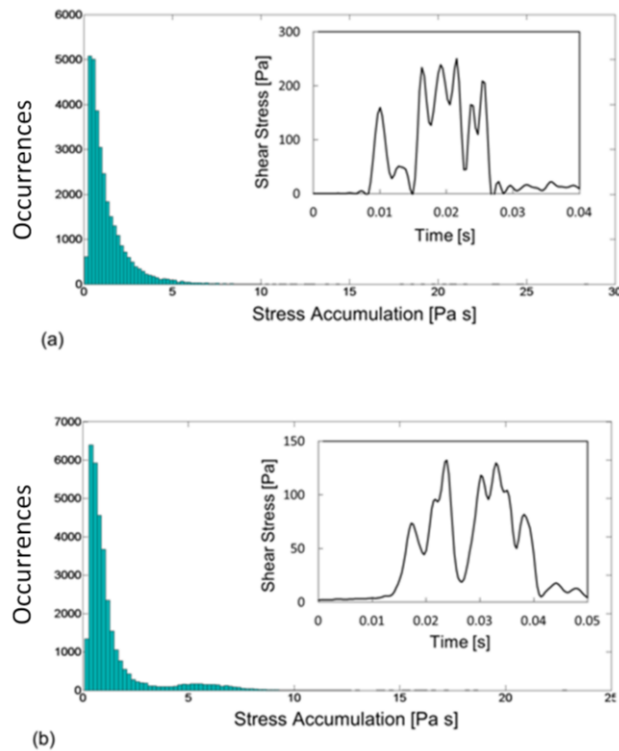 6000
5000
4000
3000
2000
1000
0
Occurrences
0 5 10 15 20 25 30
Stress Accumulation [Pa s]
300
200
100
0
Shear Stress [Pa]
0 0.01 0.02 0.03 0.04
Time [s]
(a)
7000
6000
5000
4000
3000
2000
1000
0
Occurrences
0 5 10 15 20 25
Stress Accumulation [Pa s]
150
100
50
0
Shear Stress [Pa]
0 0.01 0.02 0.03 0.04 0.05
Time [s]
(b)